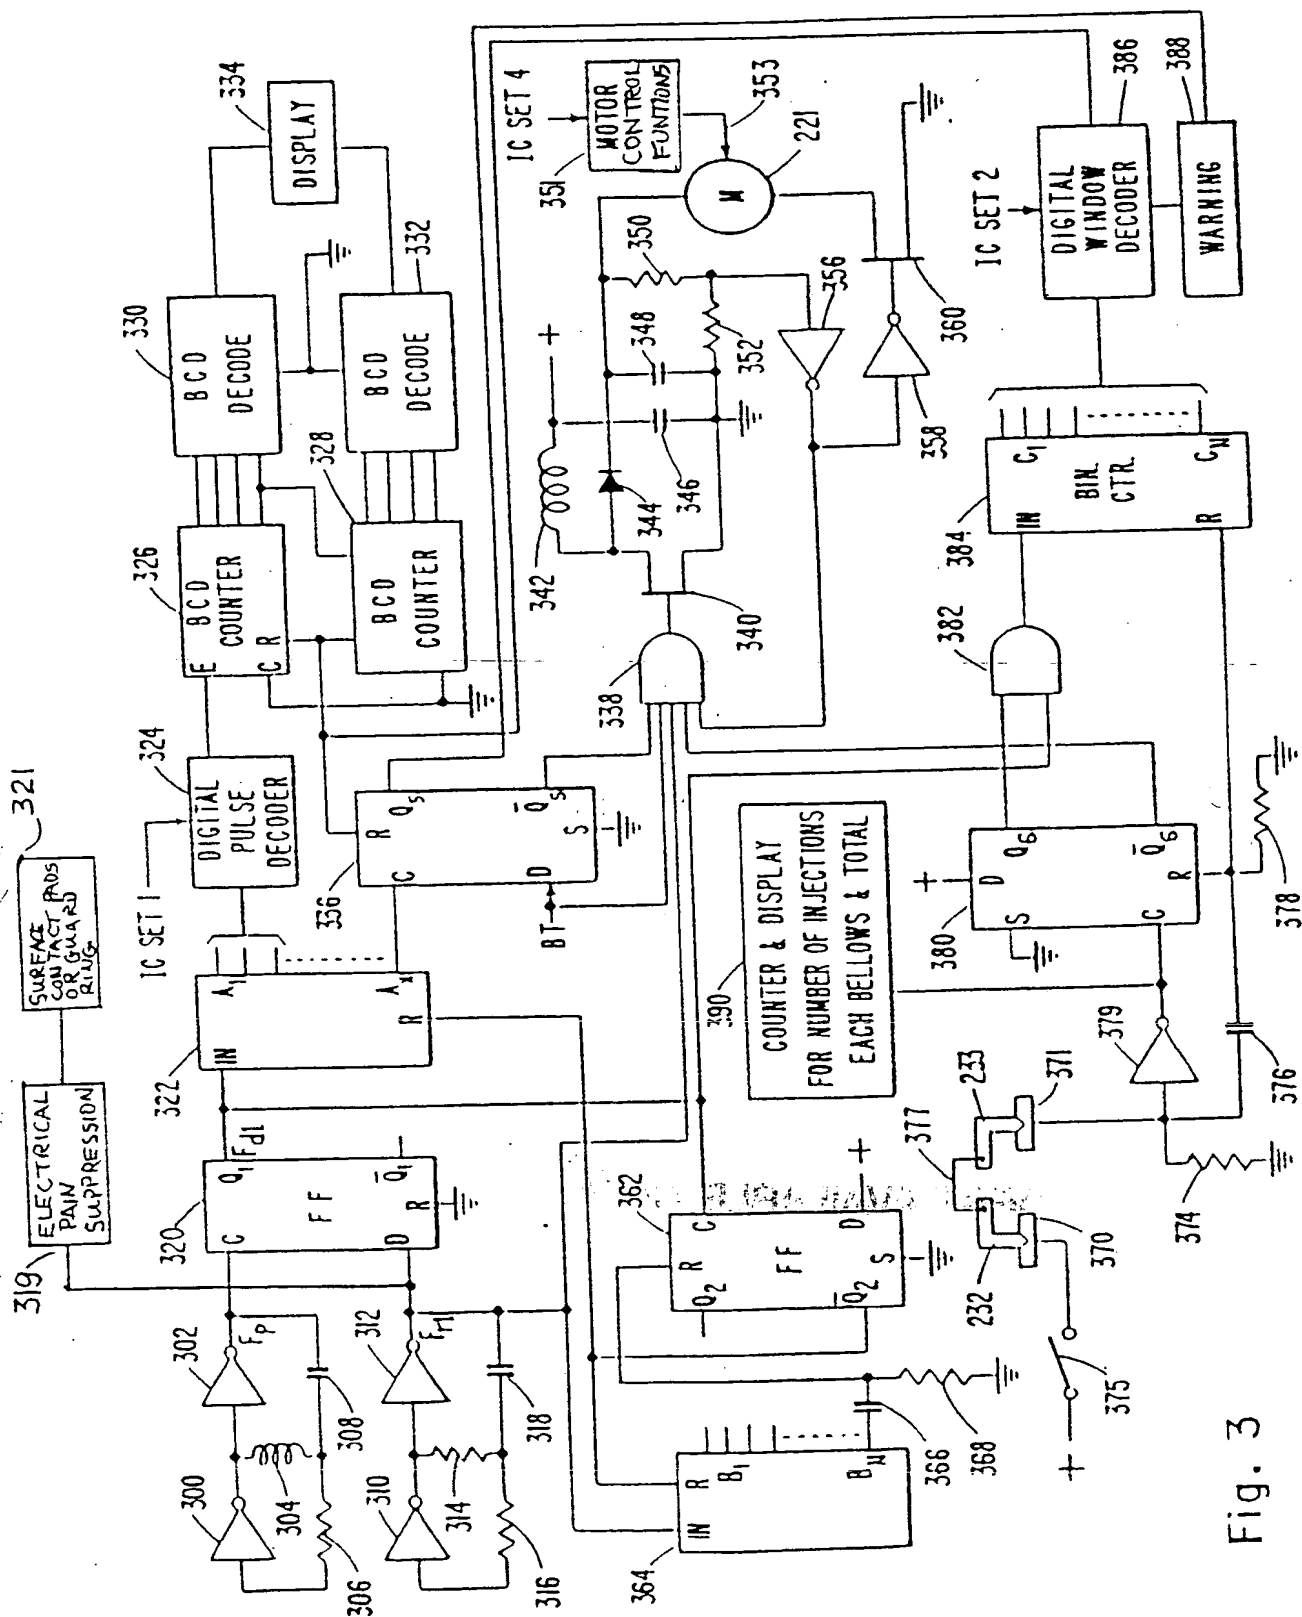 334
DISPLAY
330
BCD
DECODE
BCD
DECODE
332
326
BCD
COUNTER
E
C
R
328
BCD
COUNTER
324
DIGITAL
PULSE
DECODER
IC SET 1
321
SURFACE
CONTACT PADS
OR GUARD
RING
319
ELECTRICAL
PAIN
SUPPRESSION
322
IN
A1
AX
R
320
C
Q1
Fd1
FF
D
R
Q1
300
302
FP
304
306
308
310
312
Fr1
314
316
318
336
R
Q5
C
Q5
D
S
BT
IC SET 4
351
MOTOR
CONTROL
FUNTIONS
353
M
221
+
342
344
346
348
350
352
356
358
360
338
340
386
388
IC SET 2
DIGITAL
WINDOW
DECODER
WARNING
384
IN
C1
BIN.
CTR.
R
CN
382
380
+
D
S
Q6
C
R
Q6
378
390
COUNTER & DISPLAY
FOR NUMBER OF INJECTIONS
EACH BELLOWS & TOTAL
362
R
C
Q2
FF
Q2
S
D
+
364
IN
R
B1
BN
366
368
377
233
371
232
370
379
374
376
375
+
Fig. 3